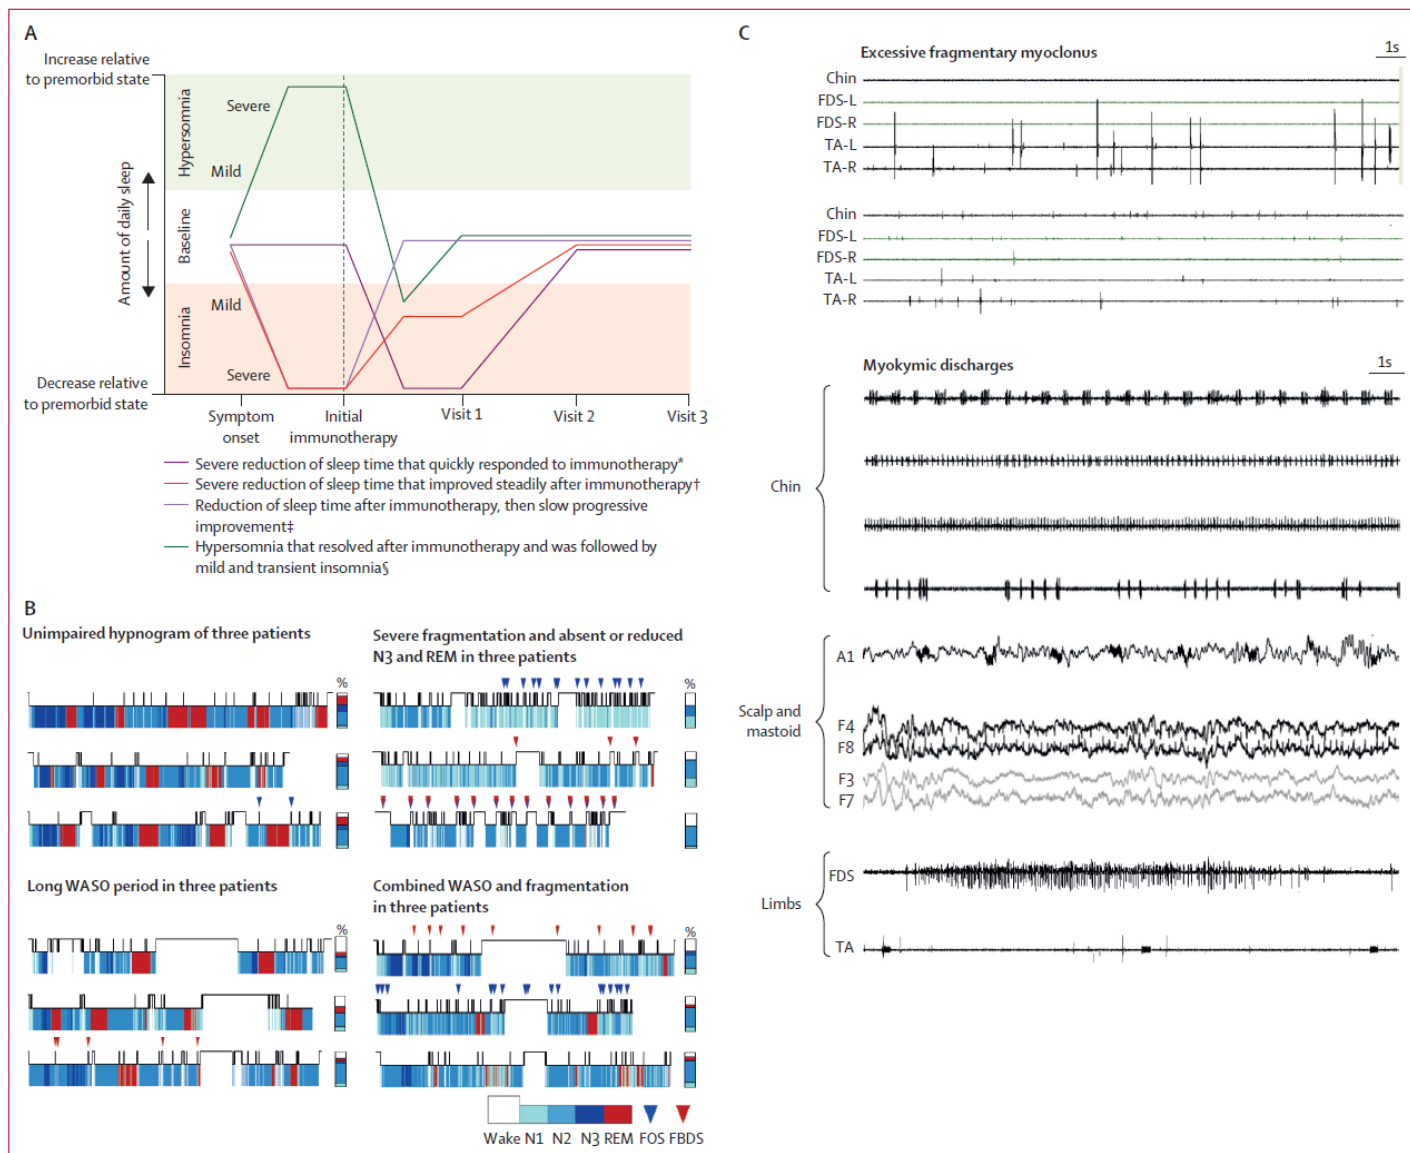 A
Increase relative
to premorbid state
Hypersomnia
Severe
Mild
Amount of daily sleep
Baseline
Insomnia
Mild
Severe
Decrease relative
to premorbid state
Symptom
onset
Initial
immunotherapy
Visit 1
Visit 2
Visit 3
Severe reduction of sleep time that quickly responded to immunotherapy*
Severe reduction of sleep time that improved steadily after immunotherapy†
Reduction of sleep time after immunotherapy, then slow progressive
improvement‡
Hypersomnia that resolved after immunotherapy and was followed by
mild and transient insomnia§
B
Unimpaired hypnogram of three patients
%
Severe fragmentation and absent or reduced
N3 and REM in three patients
%
Long WASO period in three patients
%
Combined WASO and fragmentation
in three patients
%
Wake N1 N2 N3 REM FOS FBDS
C
Excessive fragmentary myoclonus
1s
Chin
FDS-L
FDS-R
TA-L
TA-R
Chin
FDS-L
FDS-R
TA-L
TA-R
Myokymic discharges
1s
Chin
Scalp and
mastoid
A1
F4
F8
F3
F7
Limbs
FDS
TA